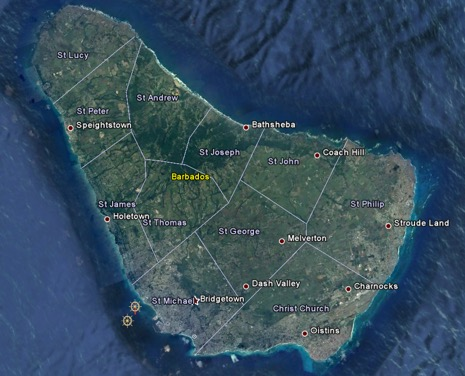 St Lucy
St Andrew
St Peter
Speightstown
Bathsheba
St Joseph
Coach Hill
St John
Barbados
St James
St Philip
Holetown
St Thomas
Stroude Land
St George
Melverton
Dash Valley
Charnocks
St Michael
Bridgetown
Christ Church
Oistins